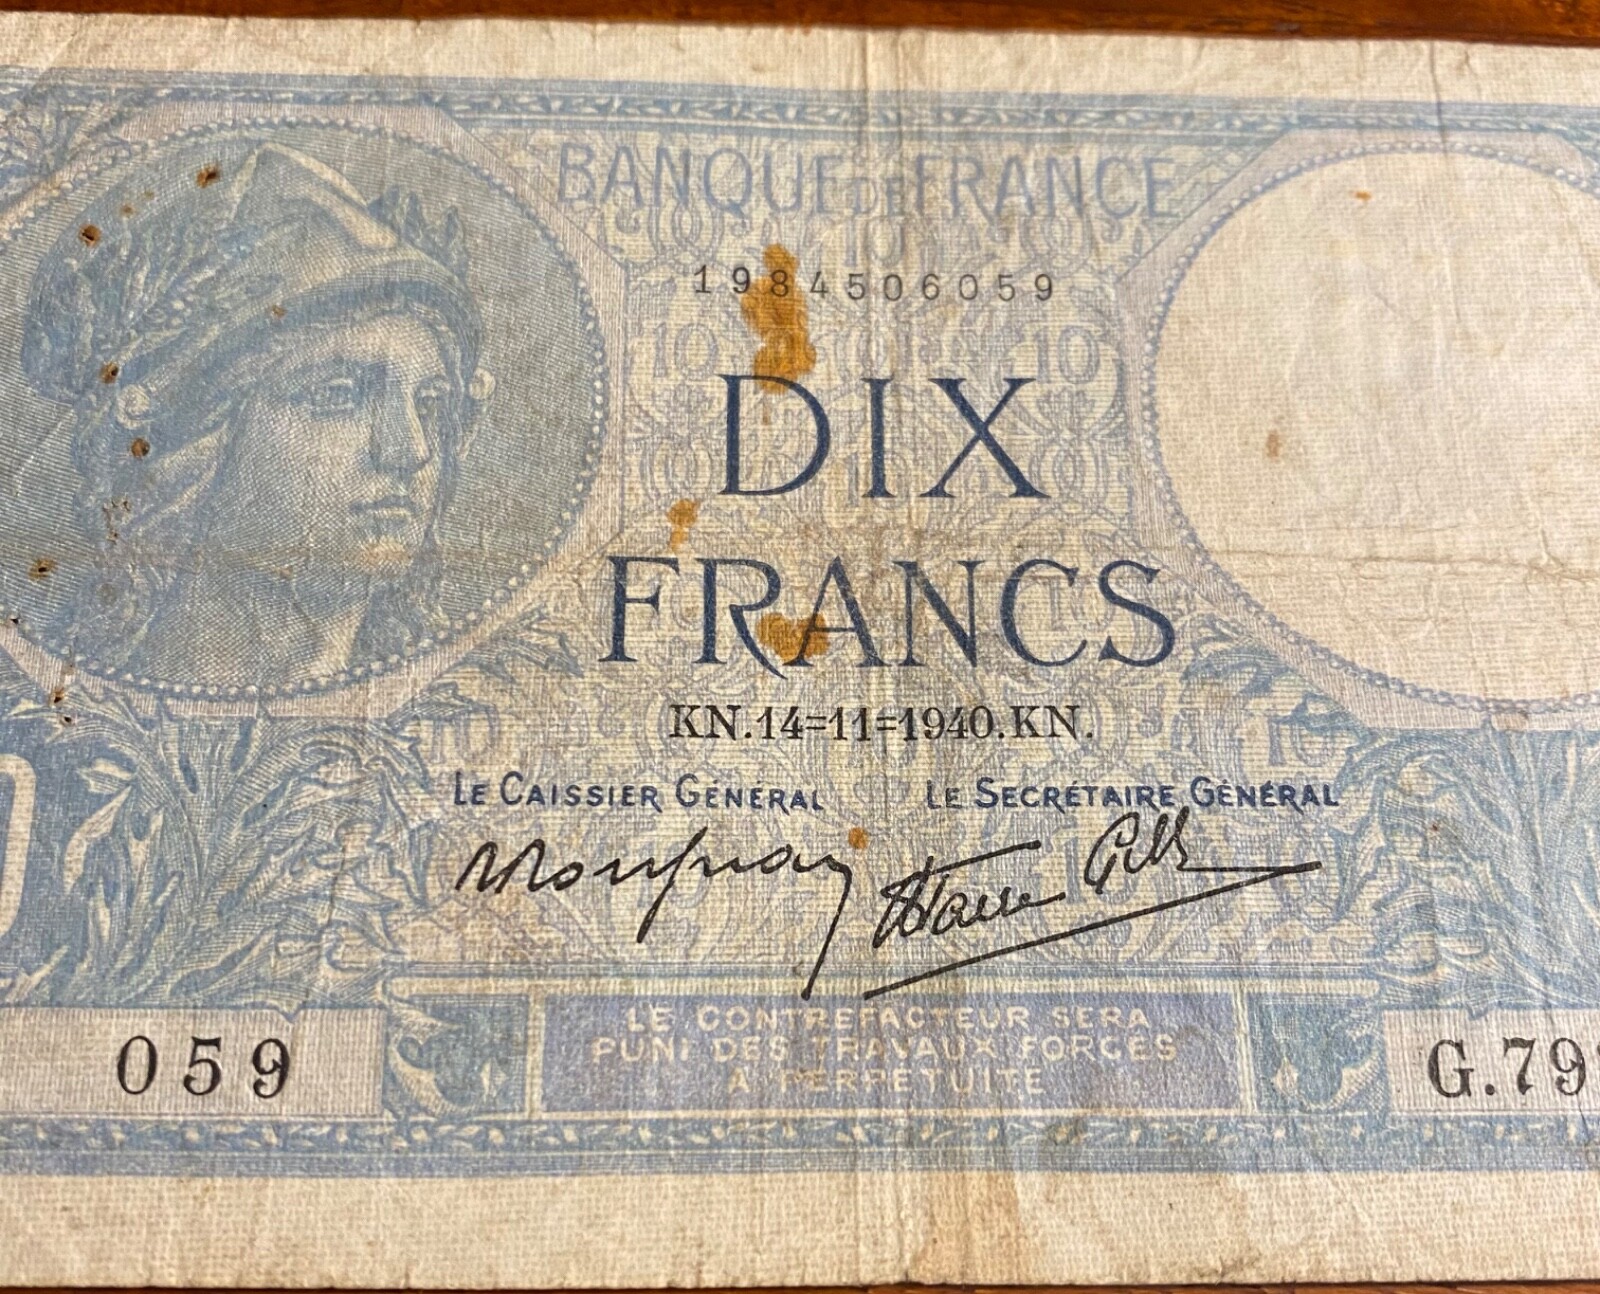 BANQUE DE FRANCE
1984506059
DIX
FRANCS
KN.14=11=1940.KN.
LE CAISSIER GÉNÉRAL
LE SECRÉTAIRE GÉNÉRAL
059
LE CONTREFACTEUR SERA
PUNI DES TRAVAUX FORCÉS
À PERPÉTUITÉ
G.79